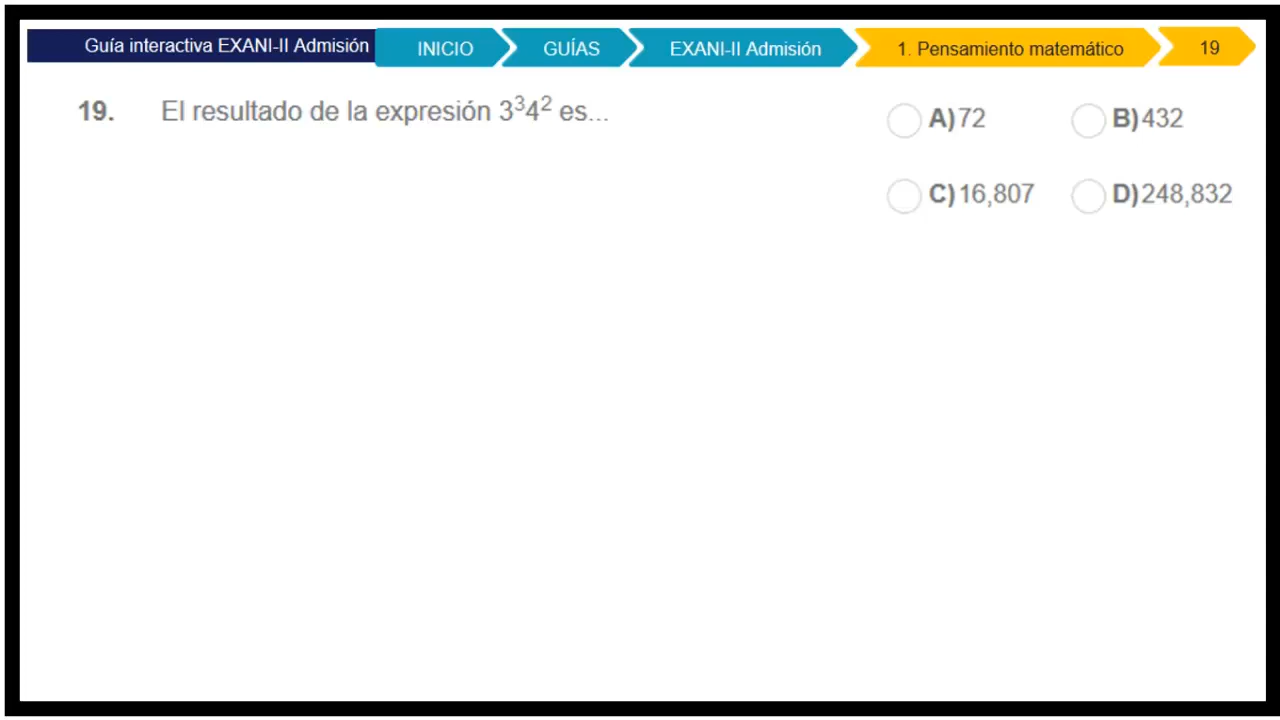 Guía interactiva EXANI-II Admisión INICIO GUÍAS EXANI-II Admisión 1. Pensamiento matemático 19
19. El resultado de la expresión 3³4² es...
A) 72 B) 432
C) 16,807 D) 248,832